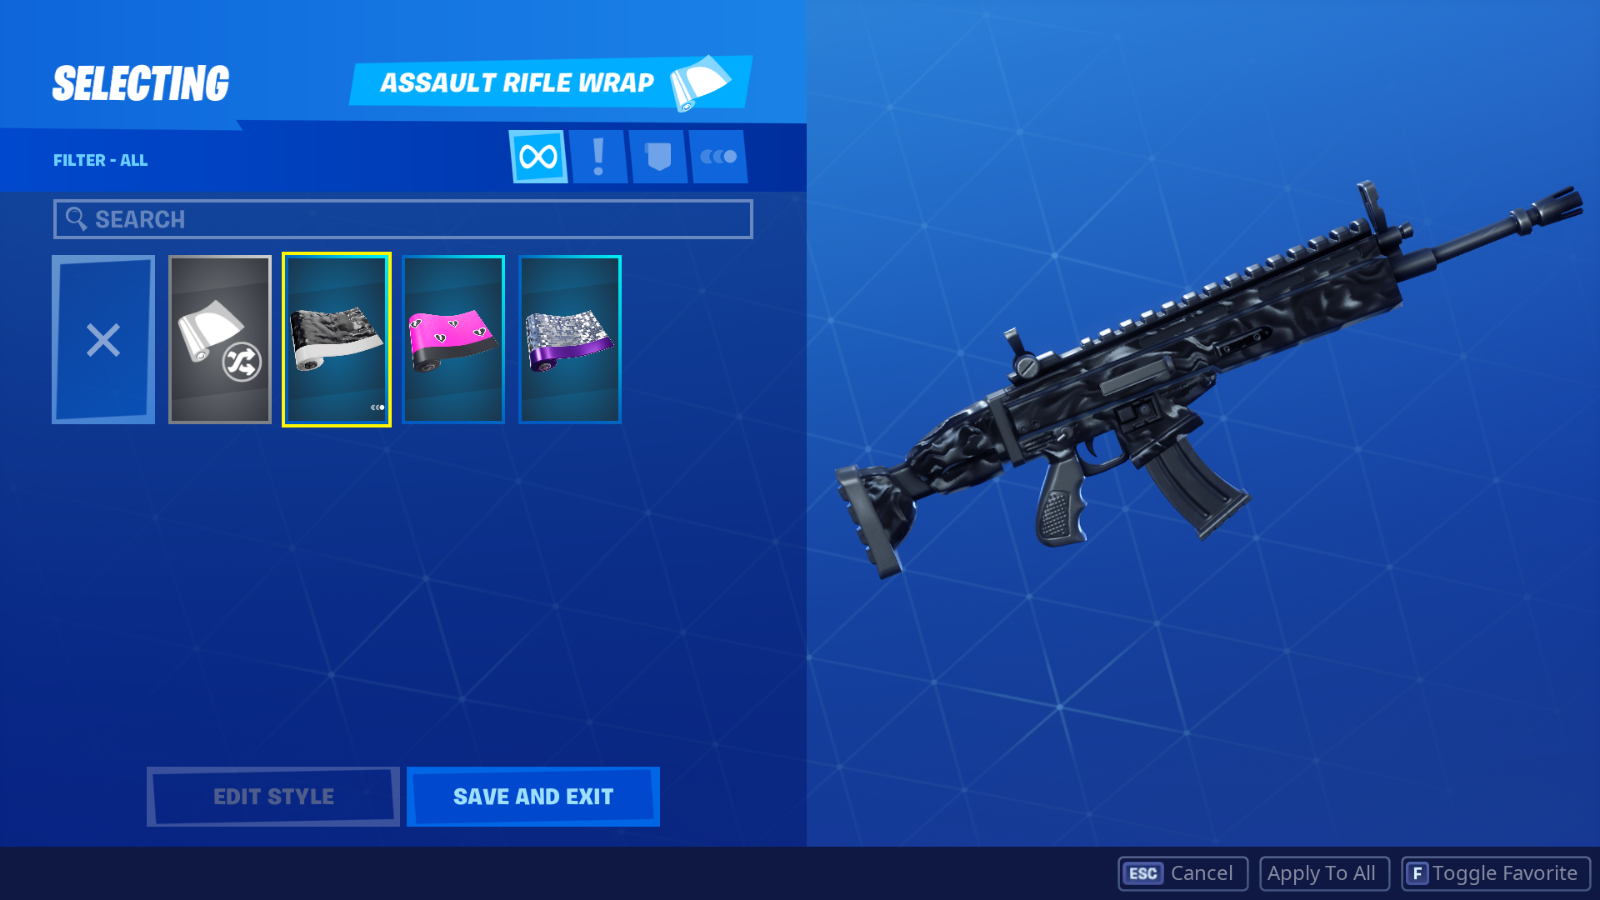 SELECTING
ASSAULT RIFLE WRAP
FILTER - ALL
SEARCH
EDIT STYLE
SAVE AND EXIT
ESC Cancel
Apply To All
F Toggle Favorite